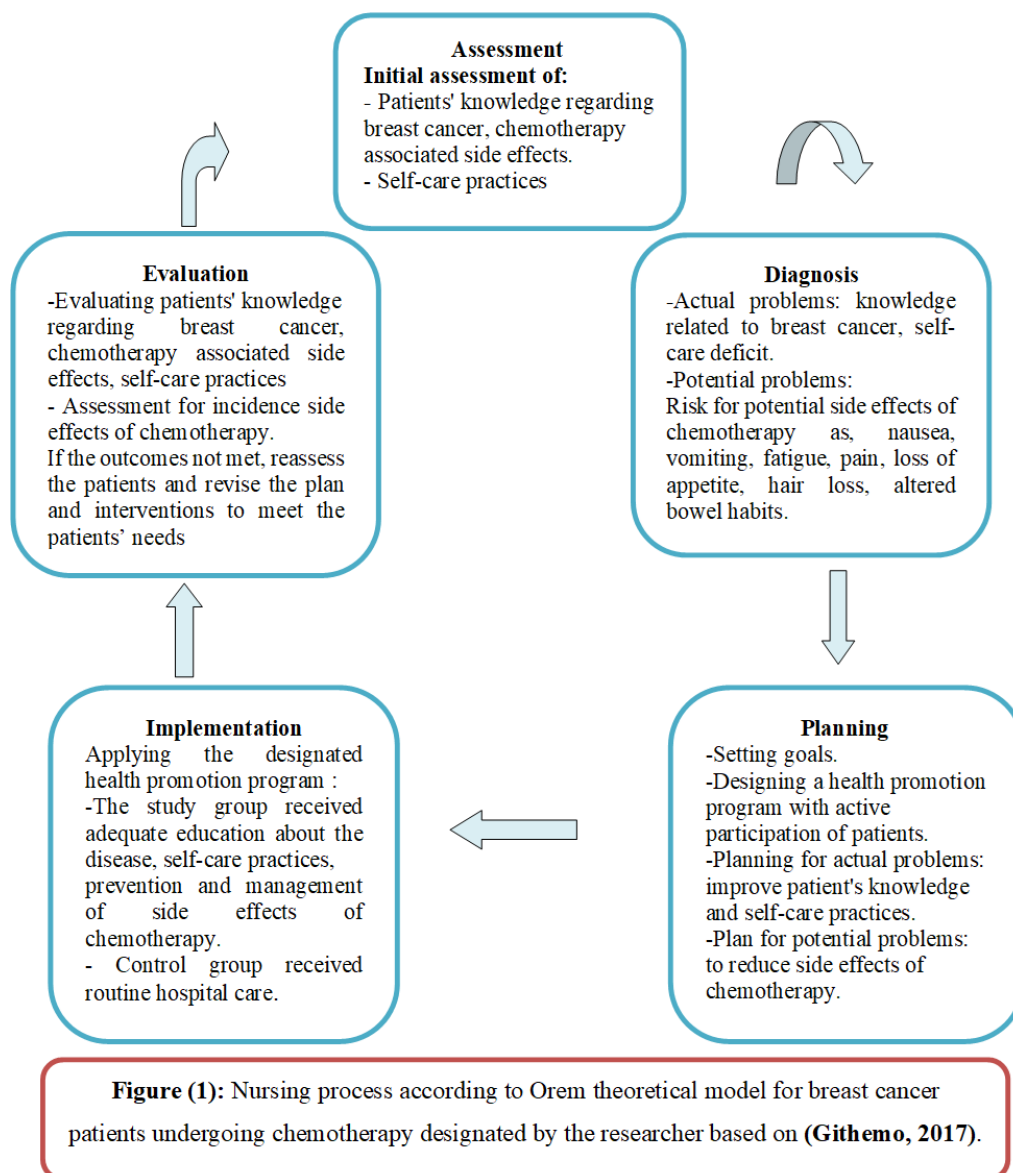 Assessment
Initial assessment of:
- Patients' knowledge regarding
breast cancer, chemotherapy
associated side effects.
- Self-care practices
Diagnosis
-Actual problems: knowledge
related to breast cancer, self-
care deficit.
-Potential problems:
Risk for potential side effects of
chemotherapy as, nausea,
vomiting, fatigue, pain, loss of
appetite, hair loss, altered
bowel habits.
Planning
-Setting goals.
-Designing a health promotion
program with active
participation of patients.
-Planning for actual problems:
improve patient's knowledge
and self-care practices.
-Plan for potential problems:
to reduce side effects of
chemotherapy.
Implementation
Applying the designated
health promotion program :
-The study group received
adequate education about the
disease, self-care practices,
prevention and management
of side effects of
chemotherapy.
- Control group received
routine hospital care.
Evaluation
-Evaluating patients' knowledge
regarding breast cancer,
chemotherapy associated side
effects, self-care practices
- Assessment for incidence side
effects of chemotherapy.
If the outcomes not met, reassess
the patients and revise the plan
and interventions to meet the
patients’ needs
Figure (1): Nursing process according to Orem theoretical model for breast cancer
patients undergoing chemotherapy designated by the researcher based on (Githemo, 2017).